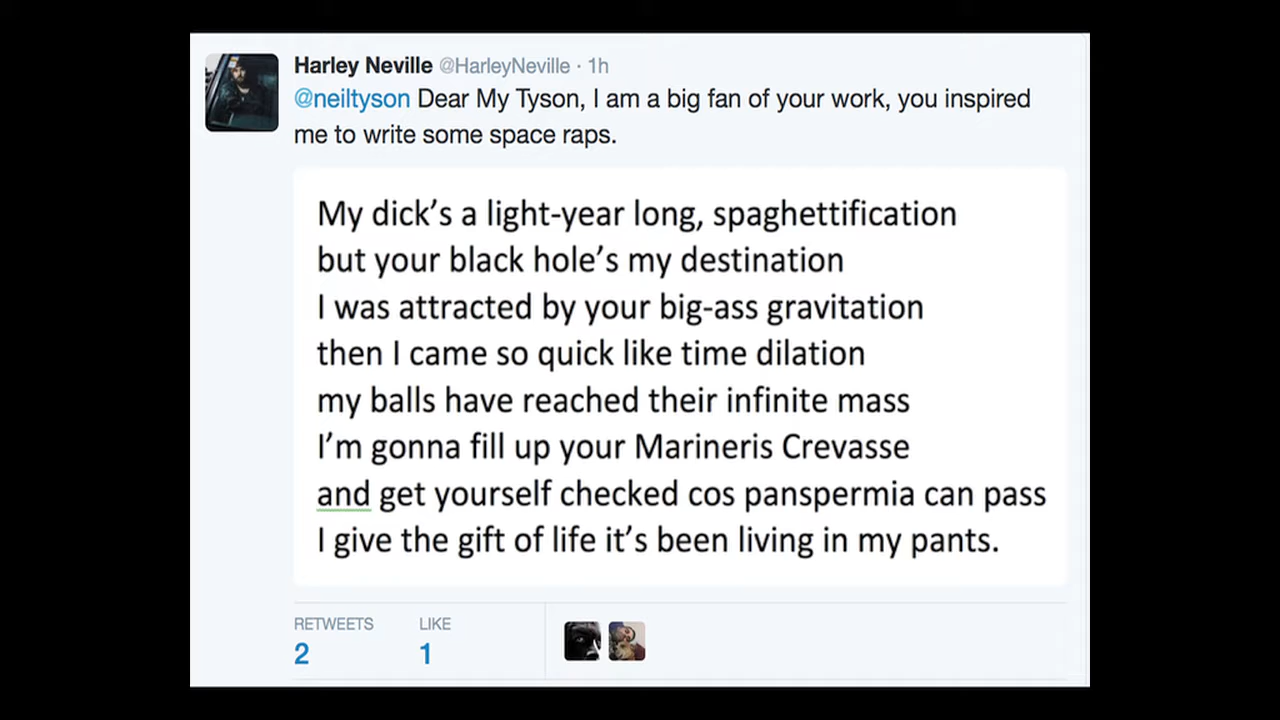 Harley Neville @HarleyNeville · 1h
@neiltyson Dear My Tyson, I am a big fan of your work, you inspired
me to write some space raps.
My dick's a light-year long, spaghettification
but your black hole's my destination
I was attracted by your big-ass gravitation
then I came so quick like time dilation
my balls have reached their infinite mass
I'm gonna fill up your Marineris Crevasse
and get yourself checked cos panspermia can pass
I give the gift of life it's been living in my pants.
RETWEETS LIKE
2 1